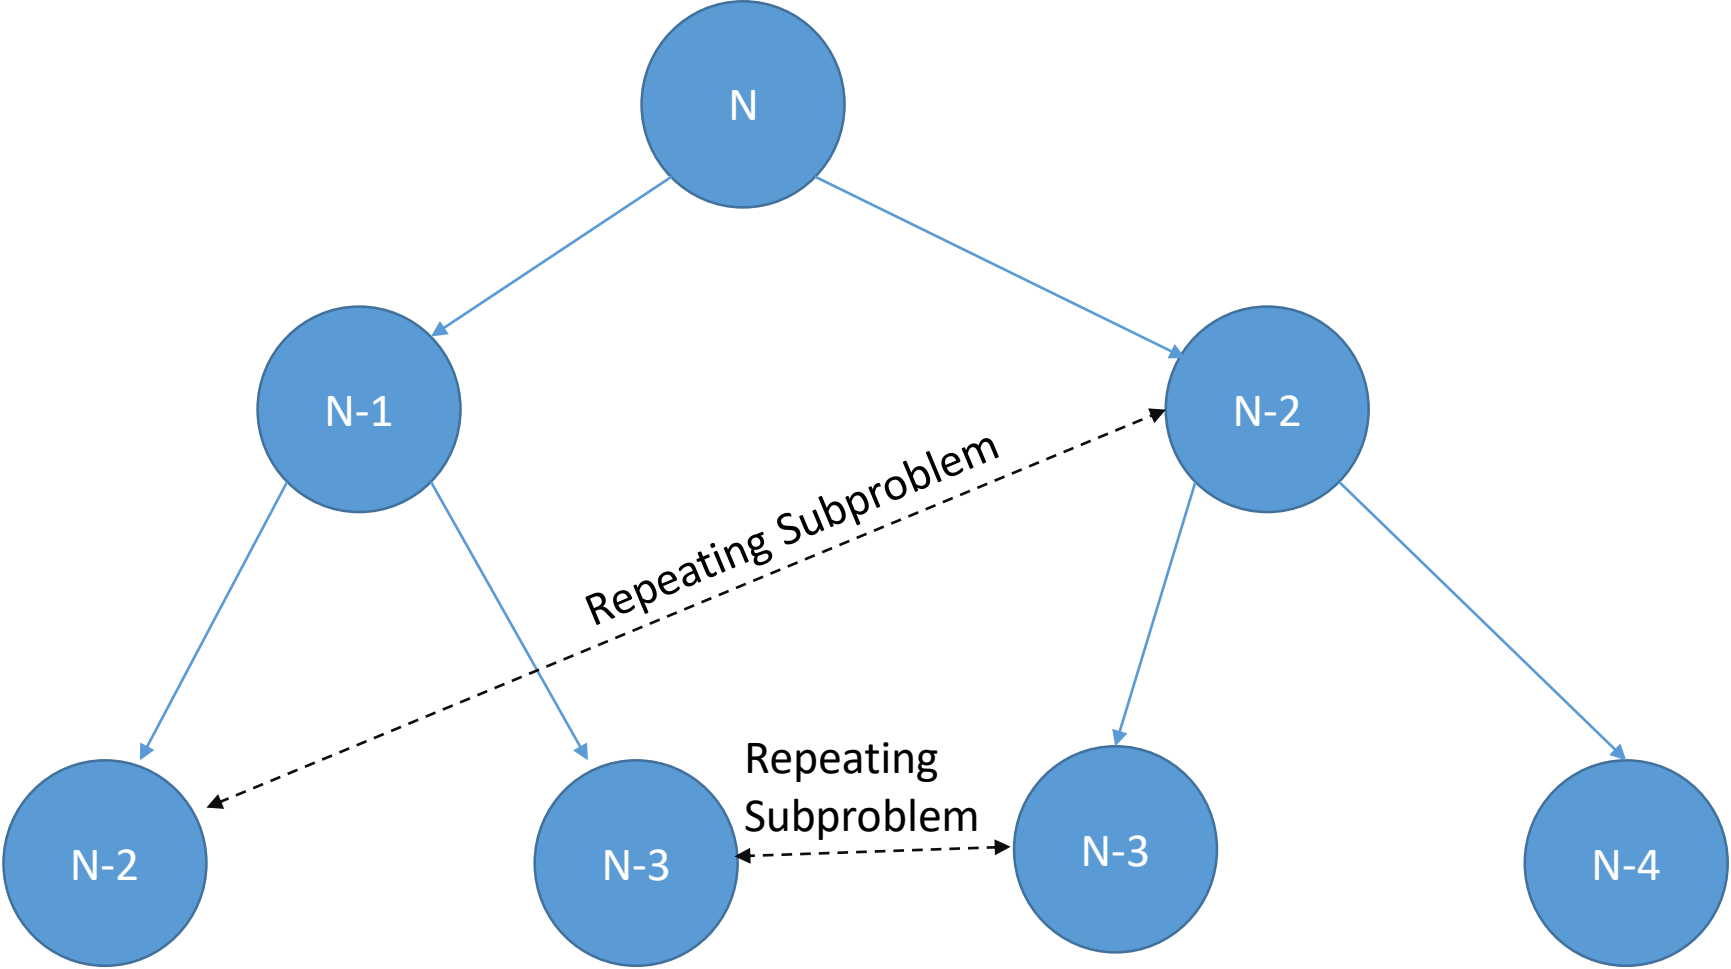 N
N-1
N-2
Repeating Subproblem
Repeating
Subproblem
N-2
N-3
N-3
N-4